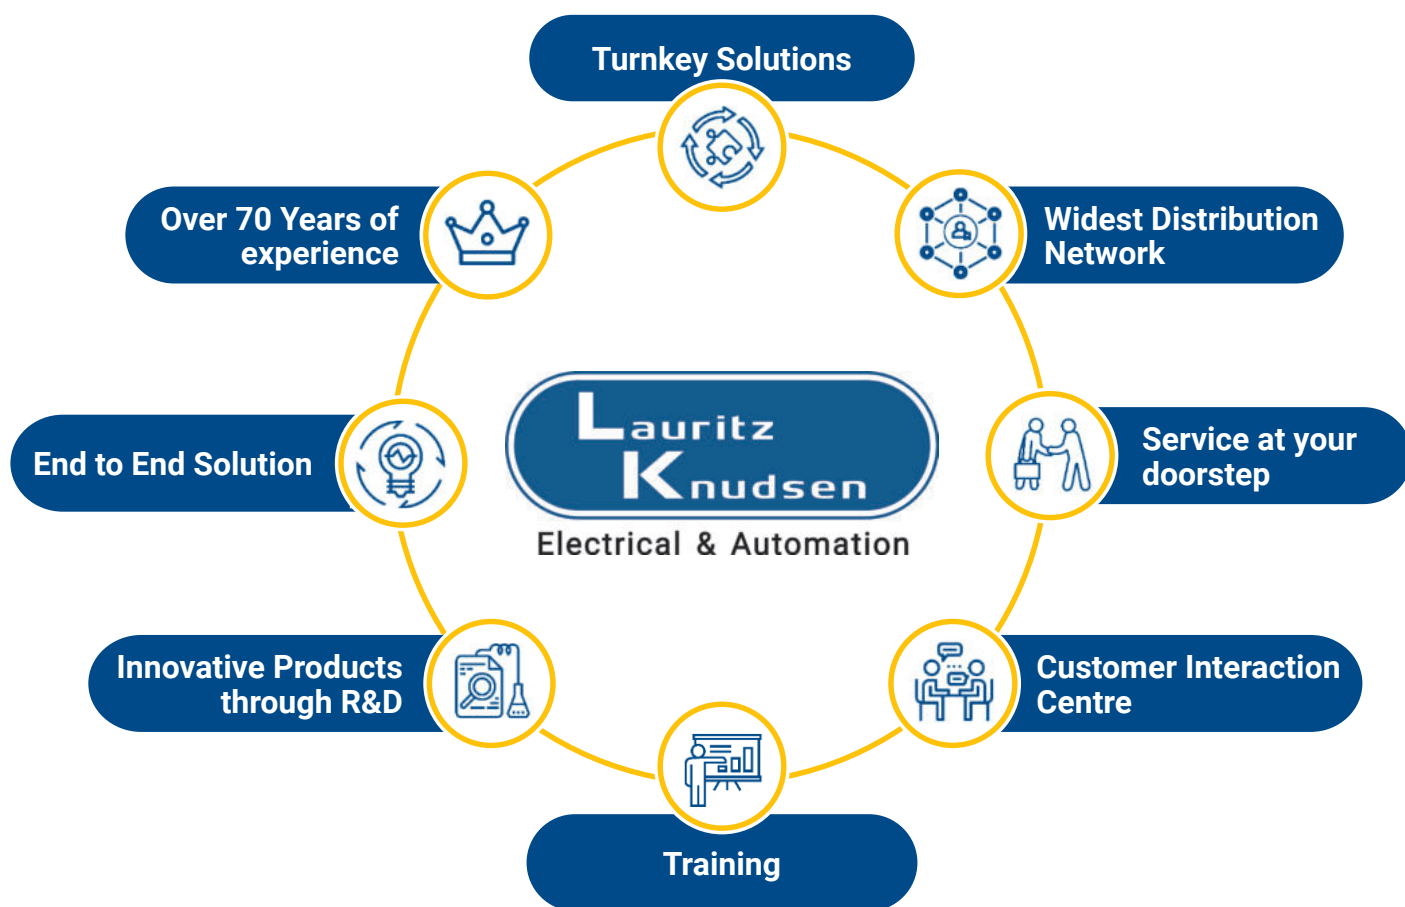 Turnkey Solutions
Over 70 Years of
experience
Widest Distribution
Network
End to End Solution
Lauritz
Knudsen
Electrical & Automation
Service at your
doorstep
Innovative Products
through R&D
Customer Interaction
Centre
Training